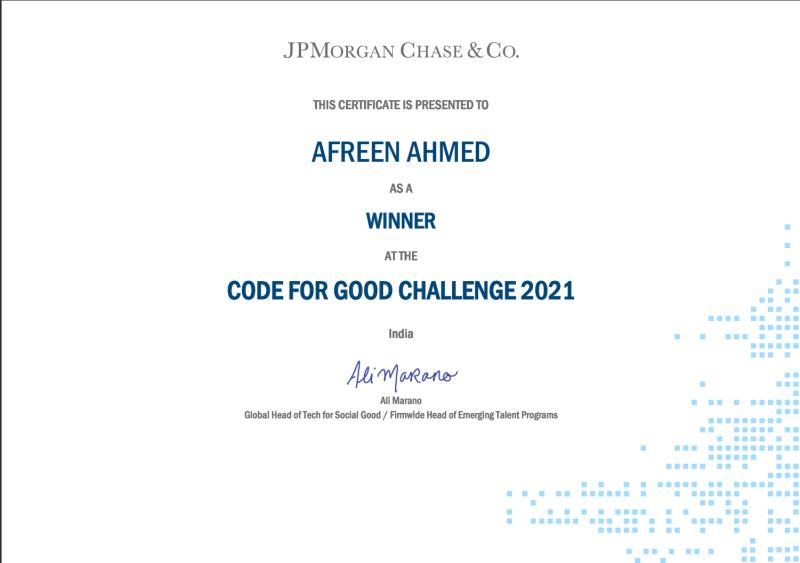 JPMORGAN CHASE & CO.
THIS CERTIFICATE IS PRESENTED TO
AFREEN AHMED
AS A
WINNER
AT THE
CODE FOR GOOD CHALLENGE 2021
India
Ali Marano
Ali Marano
Global Head of Tech for Social Good / Firmwide Head of Emerging Talent Programs